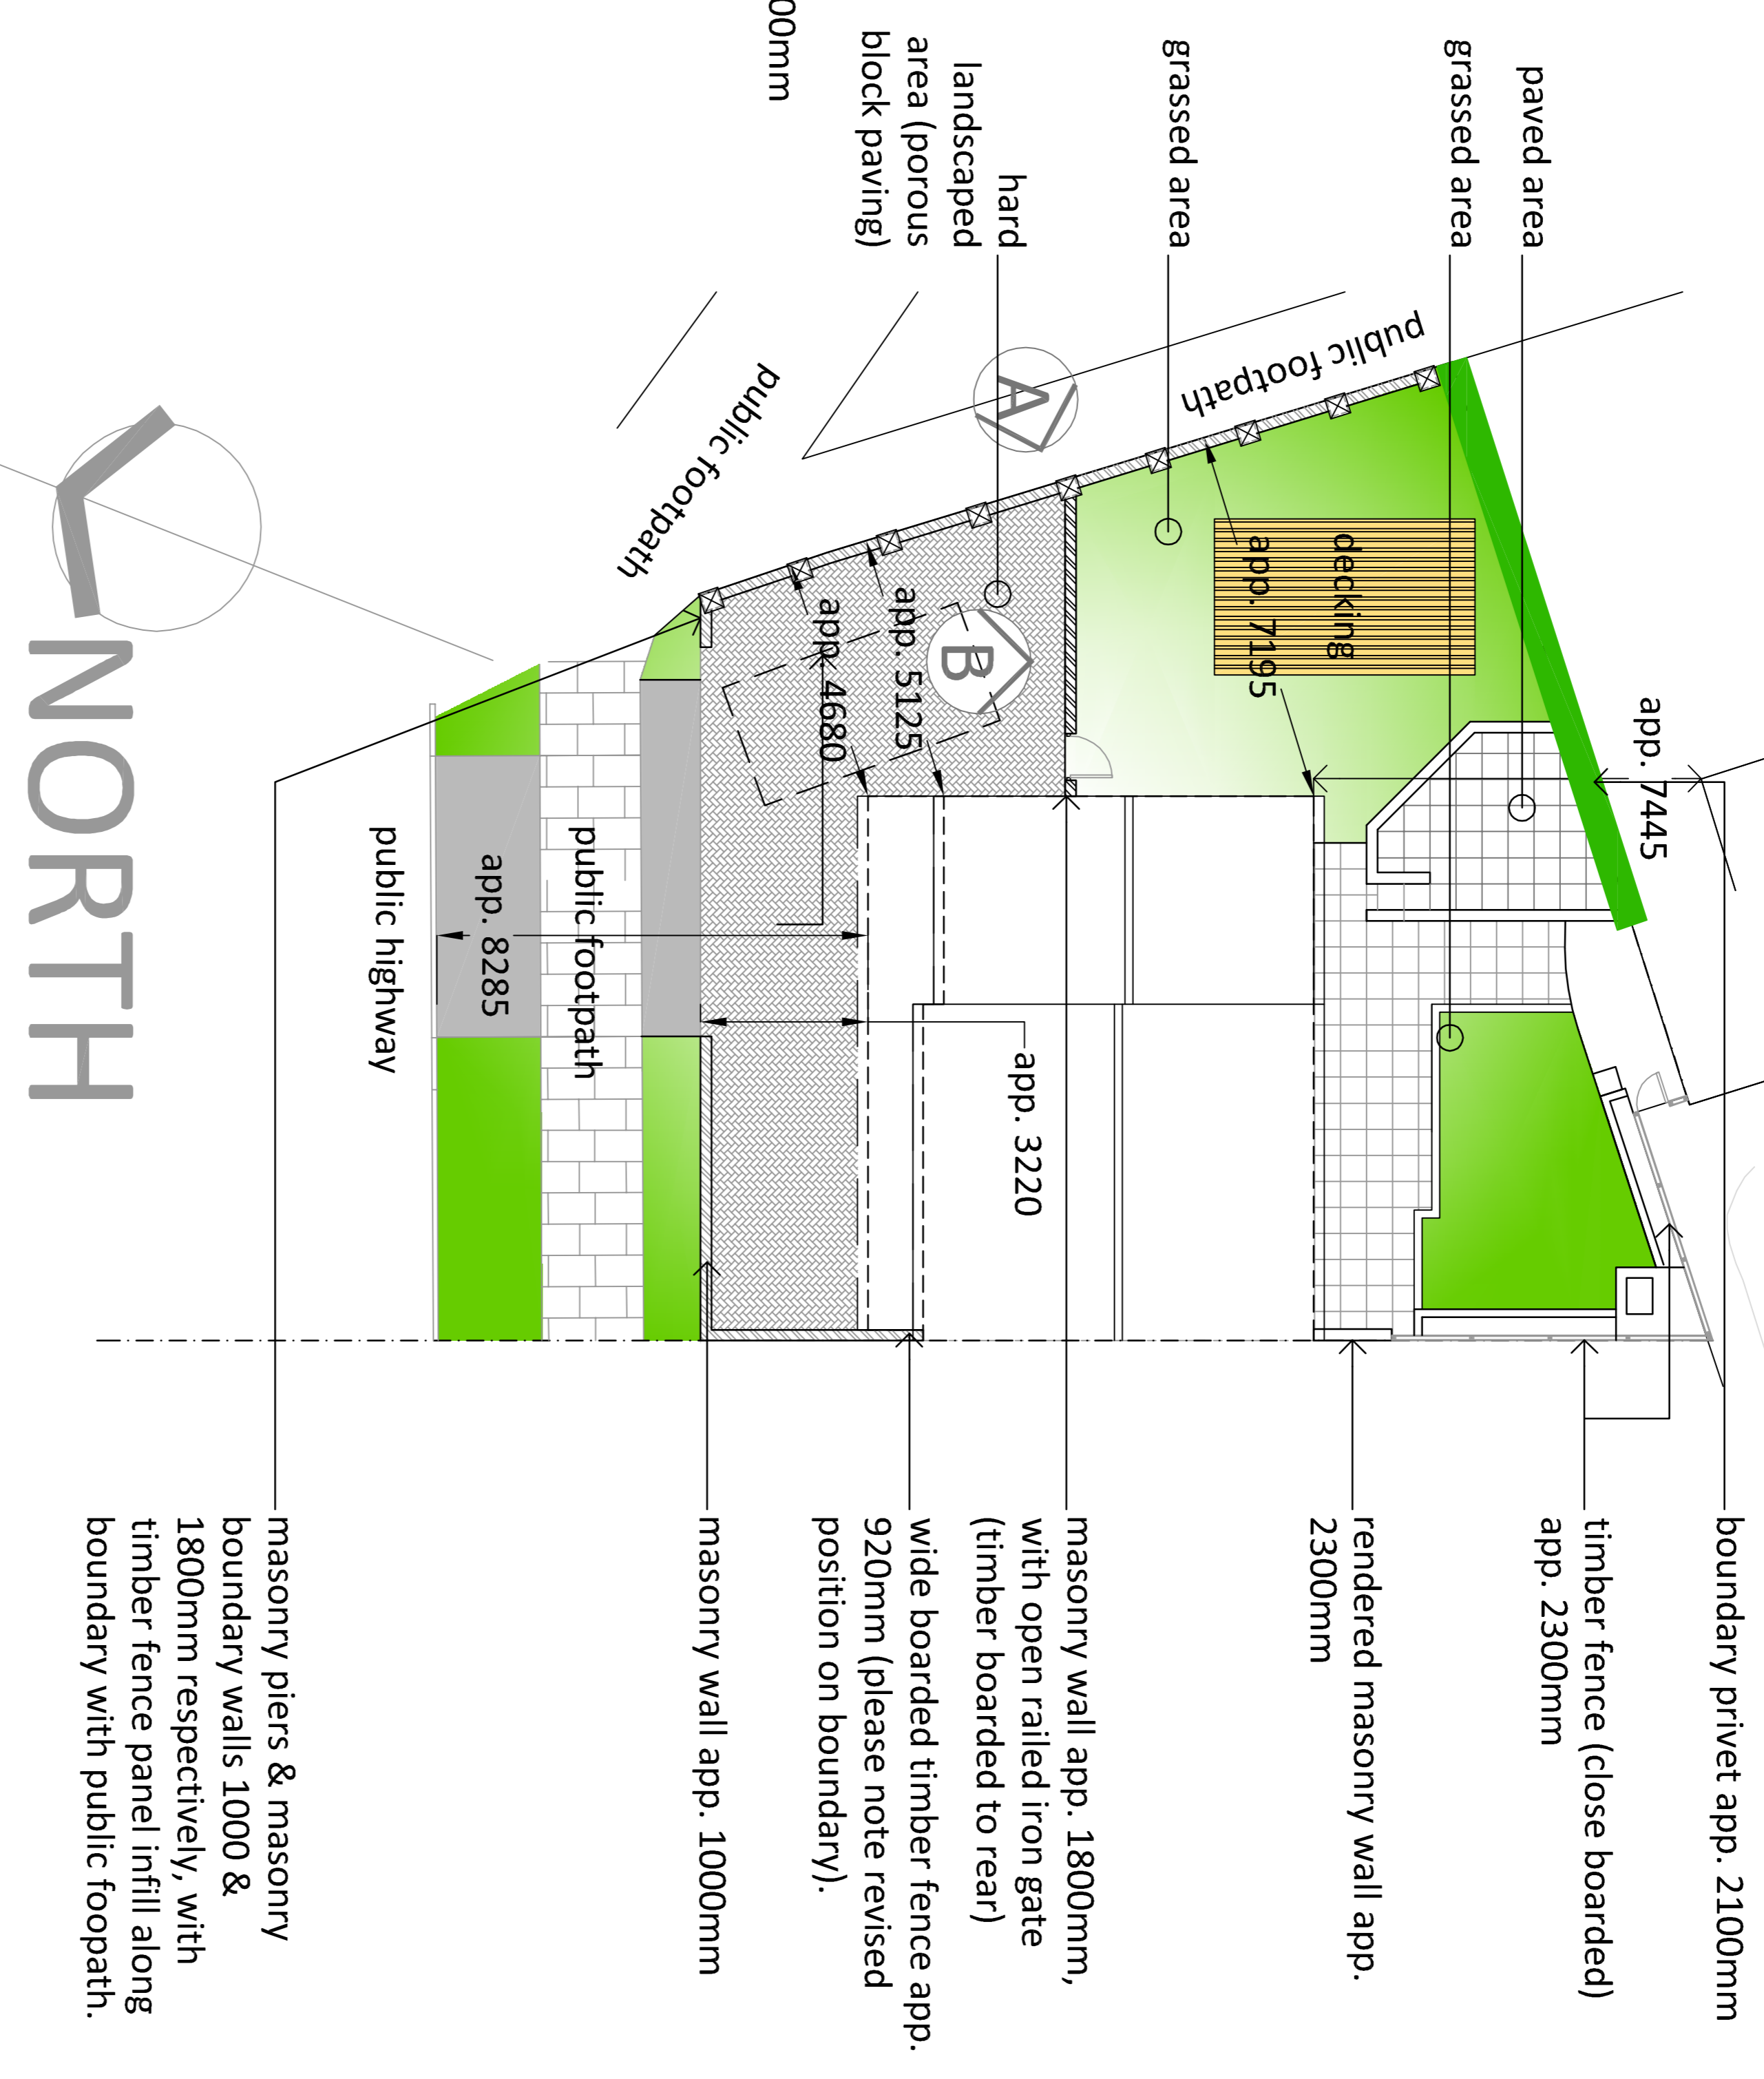 paved area
grassed area
grassed area
hard
landscaped
area (porous
block paving)
00mm
public footpath
A
public footpath
decking
app. 7195
app. 7445
B
app. 5125
app. 4680
app. 3220
app. 8285
public footpath
public highway
NORTH
boundary privet app. 2100mm
timber fence (close boarded)
app. 2300mm
rendered masonry wall app.
2300mm
masonry wall app. 1800mm,
with open railed iron gate
(timber boarded to rear)
wide boarded timber fence app.
920mm (please note revised
position on boundary).
masonry wall app. 1000mm
masonry piers & masonry
boundary walls 1000 &
1800mm respectively, with
timber fence panel infill along
boundary with public foopath.